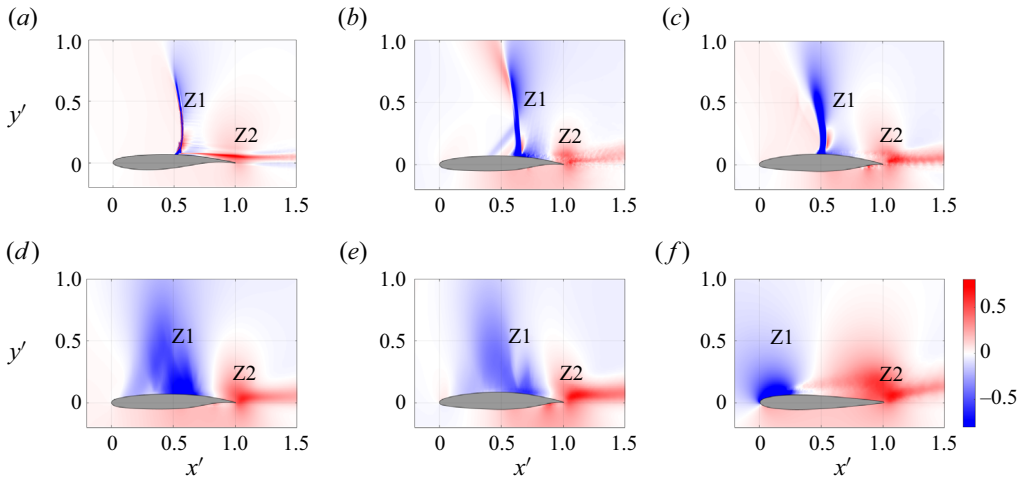 (a) (b) (c)
1.0 1.0 1.0
Z1 Z1 Z1
y′ 0.5 0.5 0.5
Z2 Z2 Z2
0 0 0
0 0.5 1.0 1.5 0 0.5 1.0 1.5 0 0.5 1.0 1.5
(d) (e) (f)
1.0 1.0 1.0
0.5
Z1 Z1 Z1
y′ 0.5 0.5 0.5 0
Z2 Z2 Z2
−0.5
0 0 0
0 0.5 1.0 1.5 0 0.5 1.0 1.5 0 0.5 1.0 1.5
x′ x′ x′